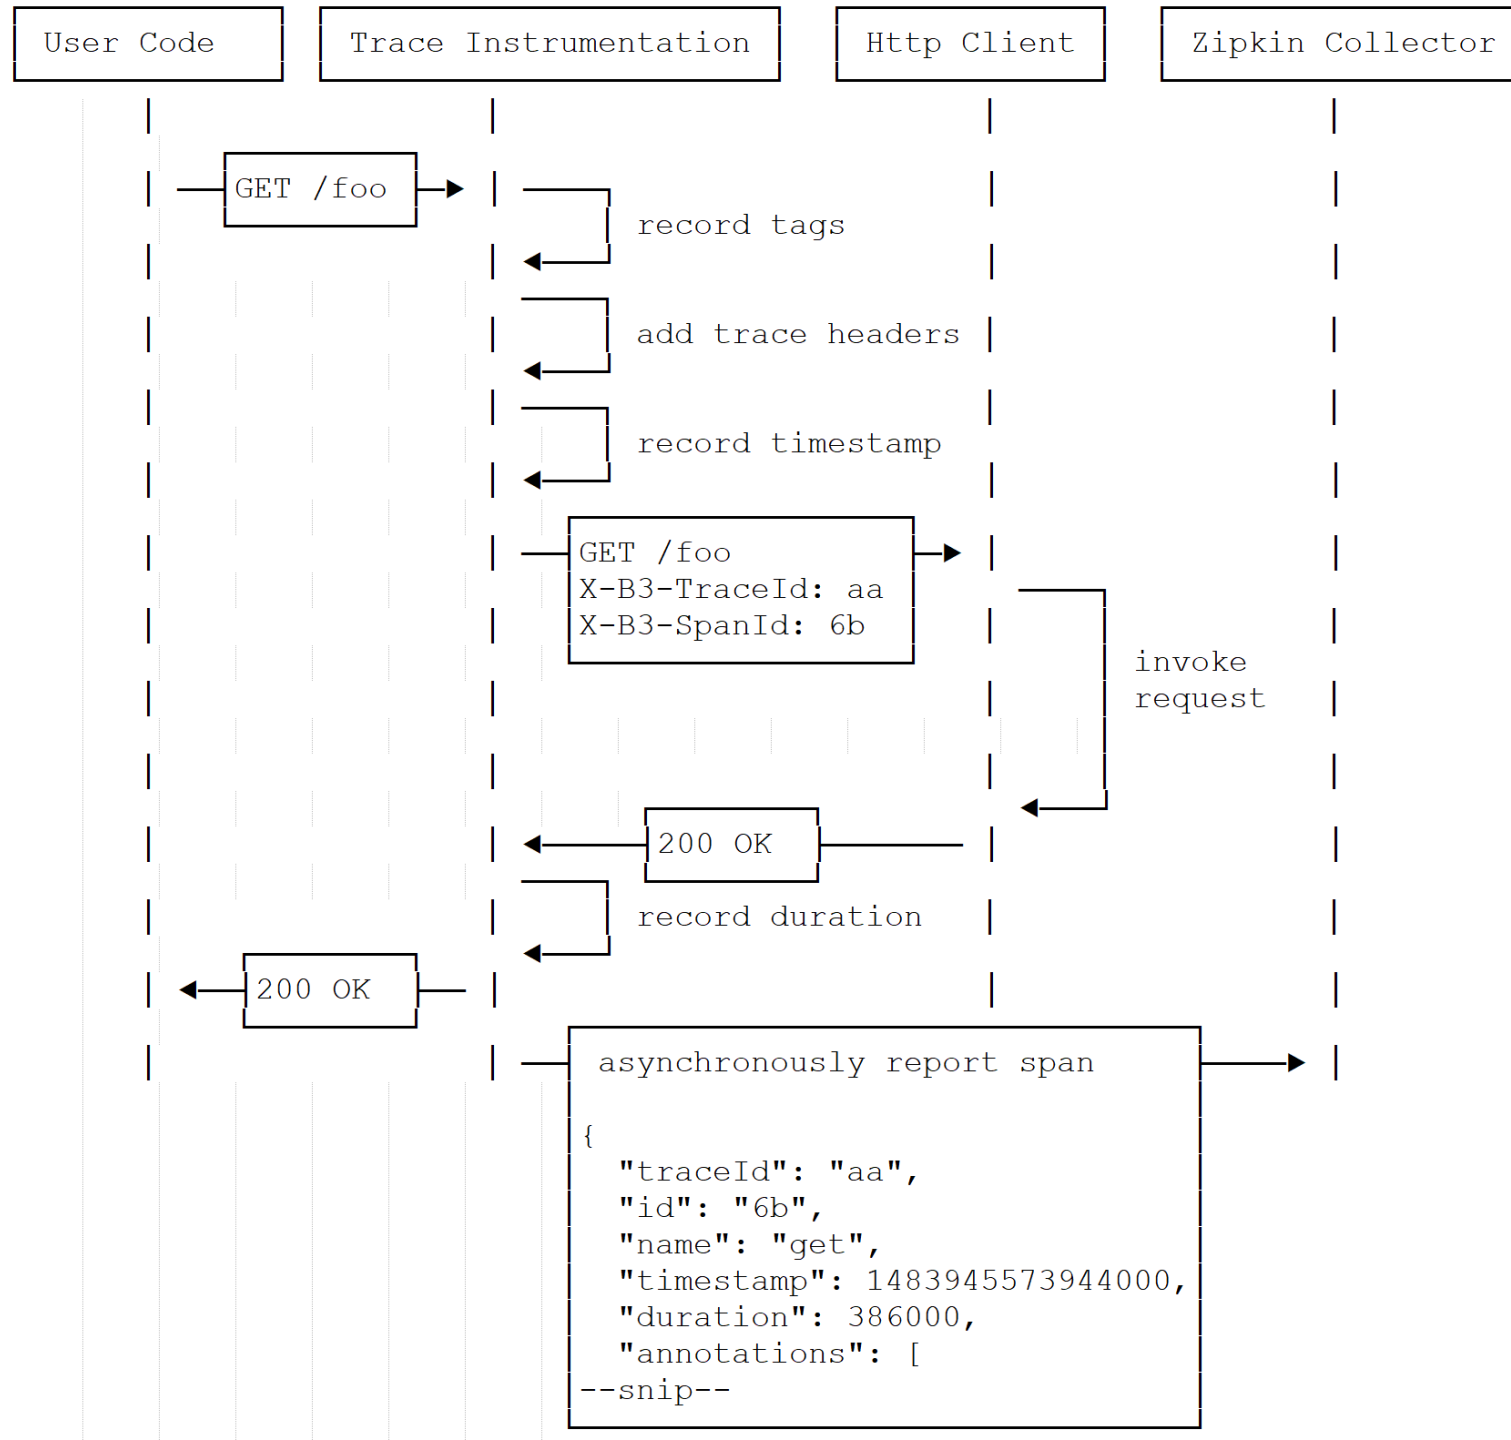 User Code
Trace Instrumentation
Http Client
Zipkin Collector
GET /foo
record tags
add trace headers
record timestamp
GET /foo
X-B3-TraceId: aa
X-B3-SpanId: 6b
invoke
request
200 OK
record duration
200 OK
asynchronously report span
{
"traceId": "aa",
"id": "6b",
"name": "get",
"timestamp": 1483945573944000,
"duration": 386000,
"annotations": [
--snip--